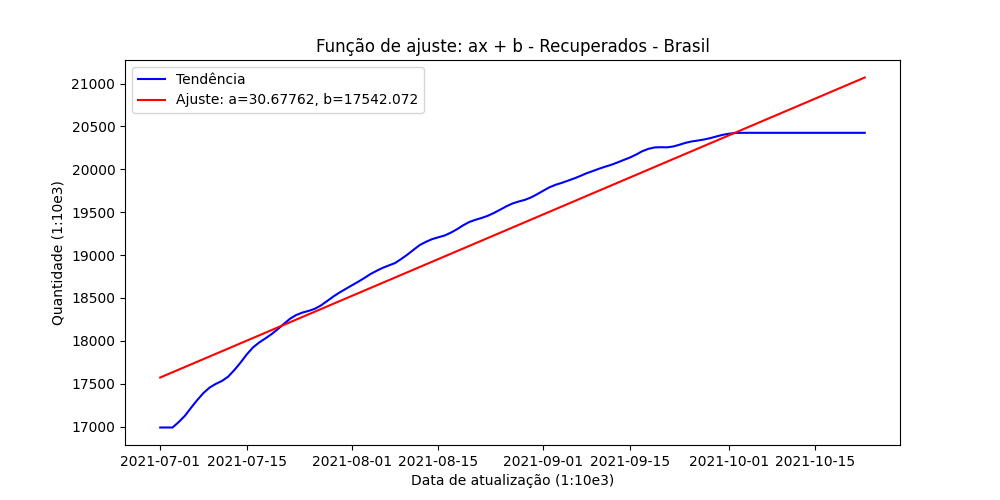 Função de ajuste: ax + b - Recuperados - Brasil
Tendência
Ajuste: a=30.67762, b=17542.072
Quantidade (1:10e3)
21000
20500
20000
19500
19000
18500
18000
17500
17000
2021-07-01 2021-07-15 2021-08-01 2021-08-15 2021-09-01 2021-09-15 2021-10-01 2021-10-15
Data de atualização (1:10e3)